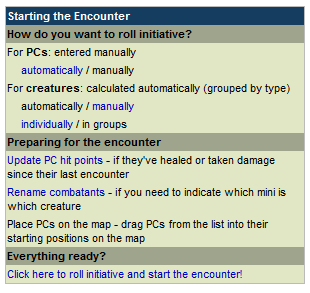 Starting the Encounter
How do you want to roll initiative?
For PCs: entered manually
automatically / manually
For creatures: calculated automatically (grouped by type)
automatically / manually
individually / in groups
Preparing for the encounter
Update PC hit points - if they've healed or taken damage
since their last encounter
Rename combatants - if you need to indicate which mini is
which creature
Place PCs on the map - drag PCs from the list into their
starting positions on the map
Everything ready?
Click here to roll initiative and start the encounter!